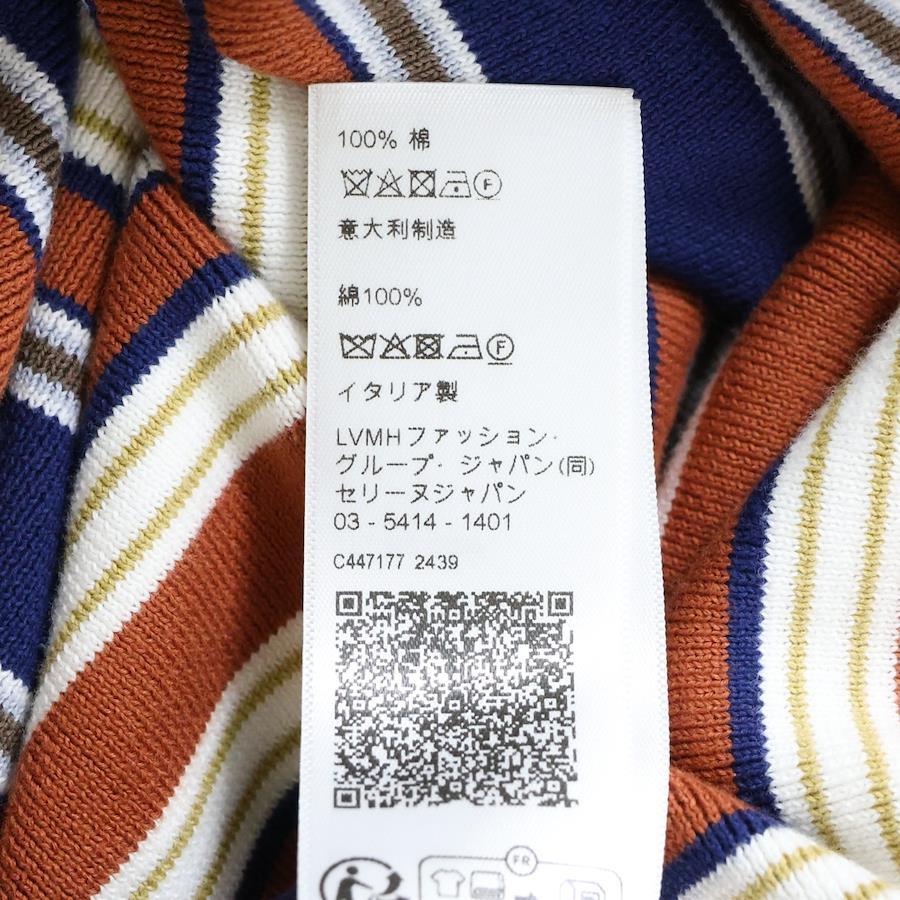 100% 棉
F
意大利制造
綿100%
F
イタリア製
LVMHファッション・
グループ・ジャパン(同)
セリーヌジャパン
03 - 5414 - 1401
C447177 2439
FR